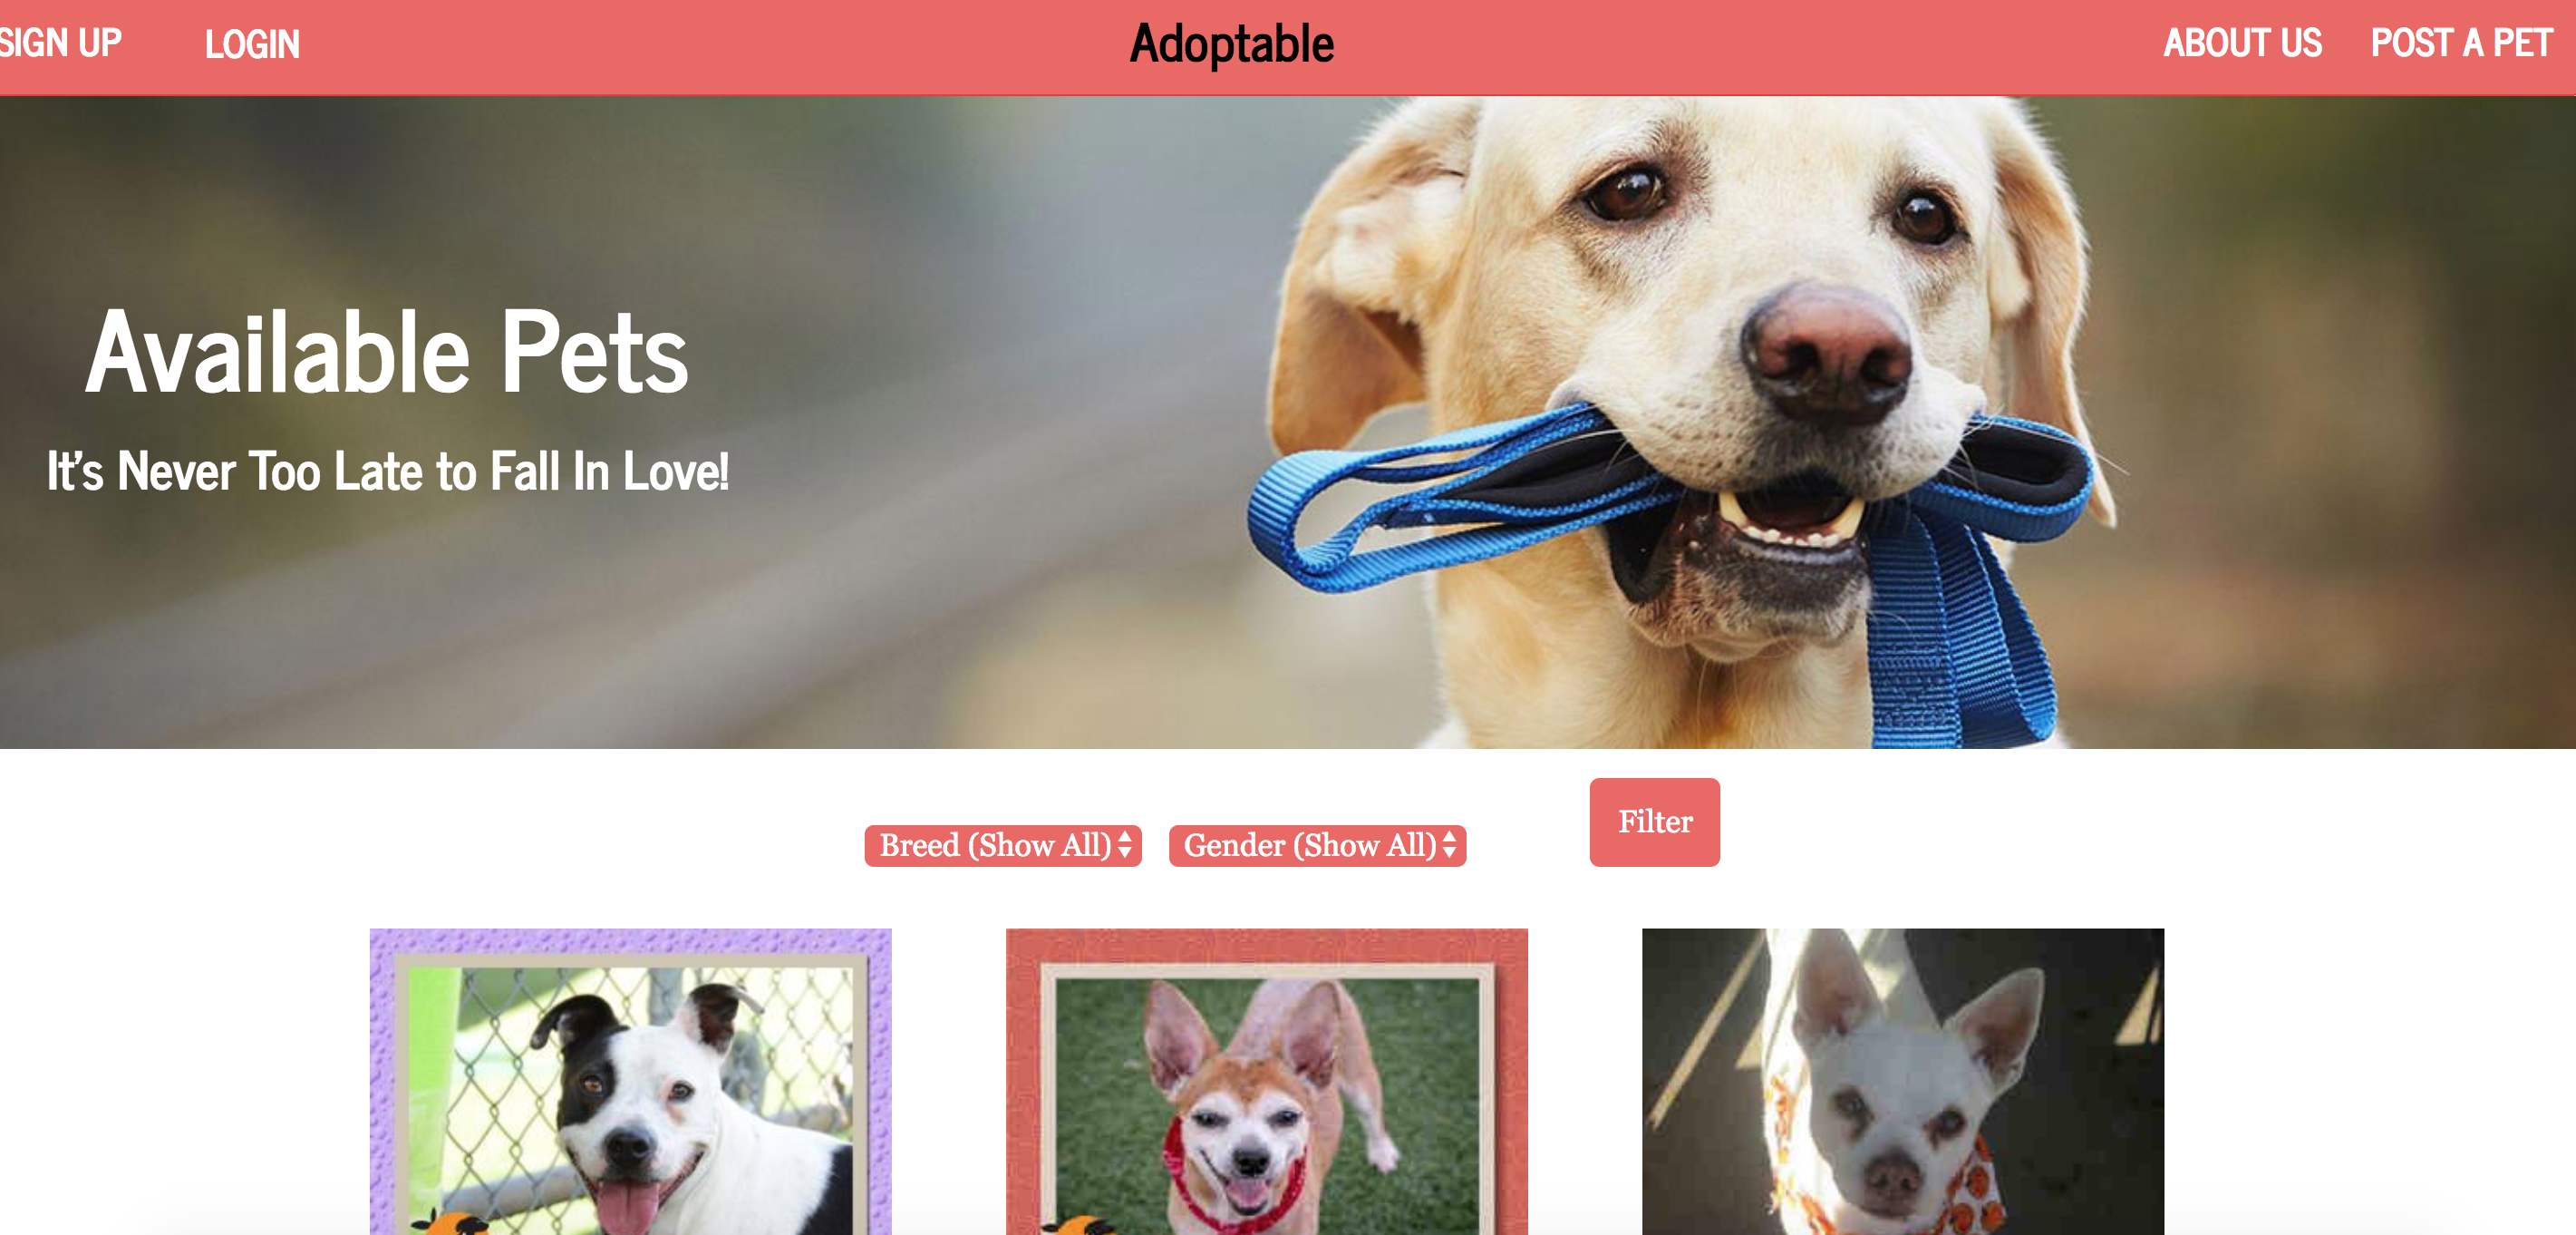 SIGN UP LOGIN Adoptable ABOUT US POST A PET
Available Pets
It's Never Too Late to Fall In Love!
Breed (Show All) Gender (Show All) Filter